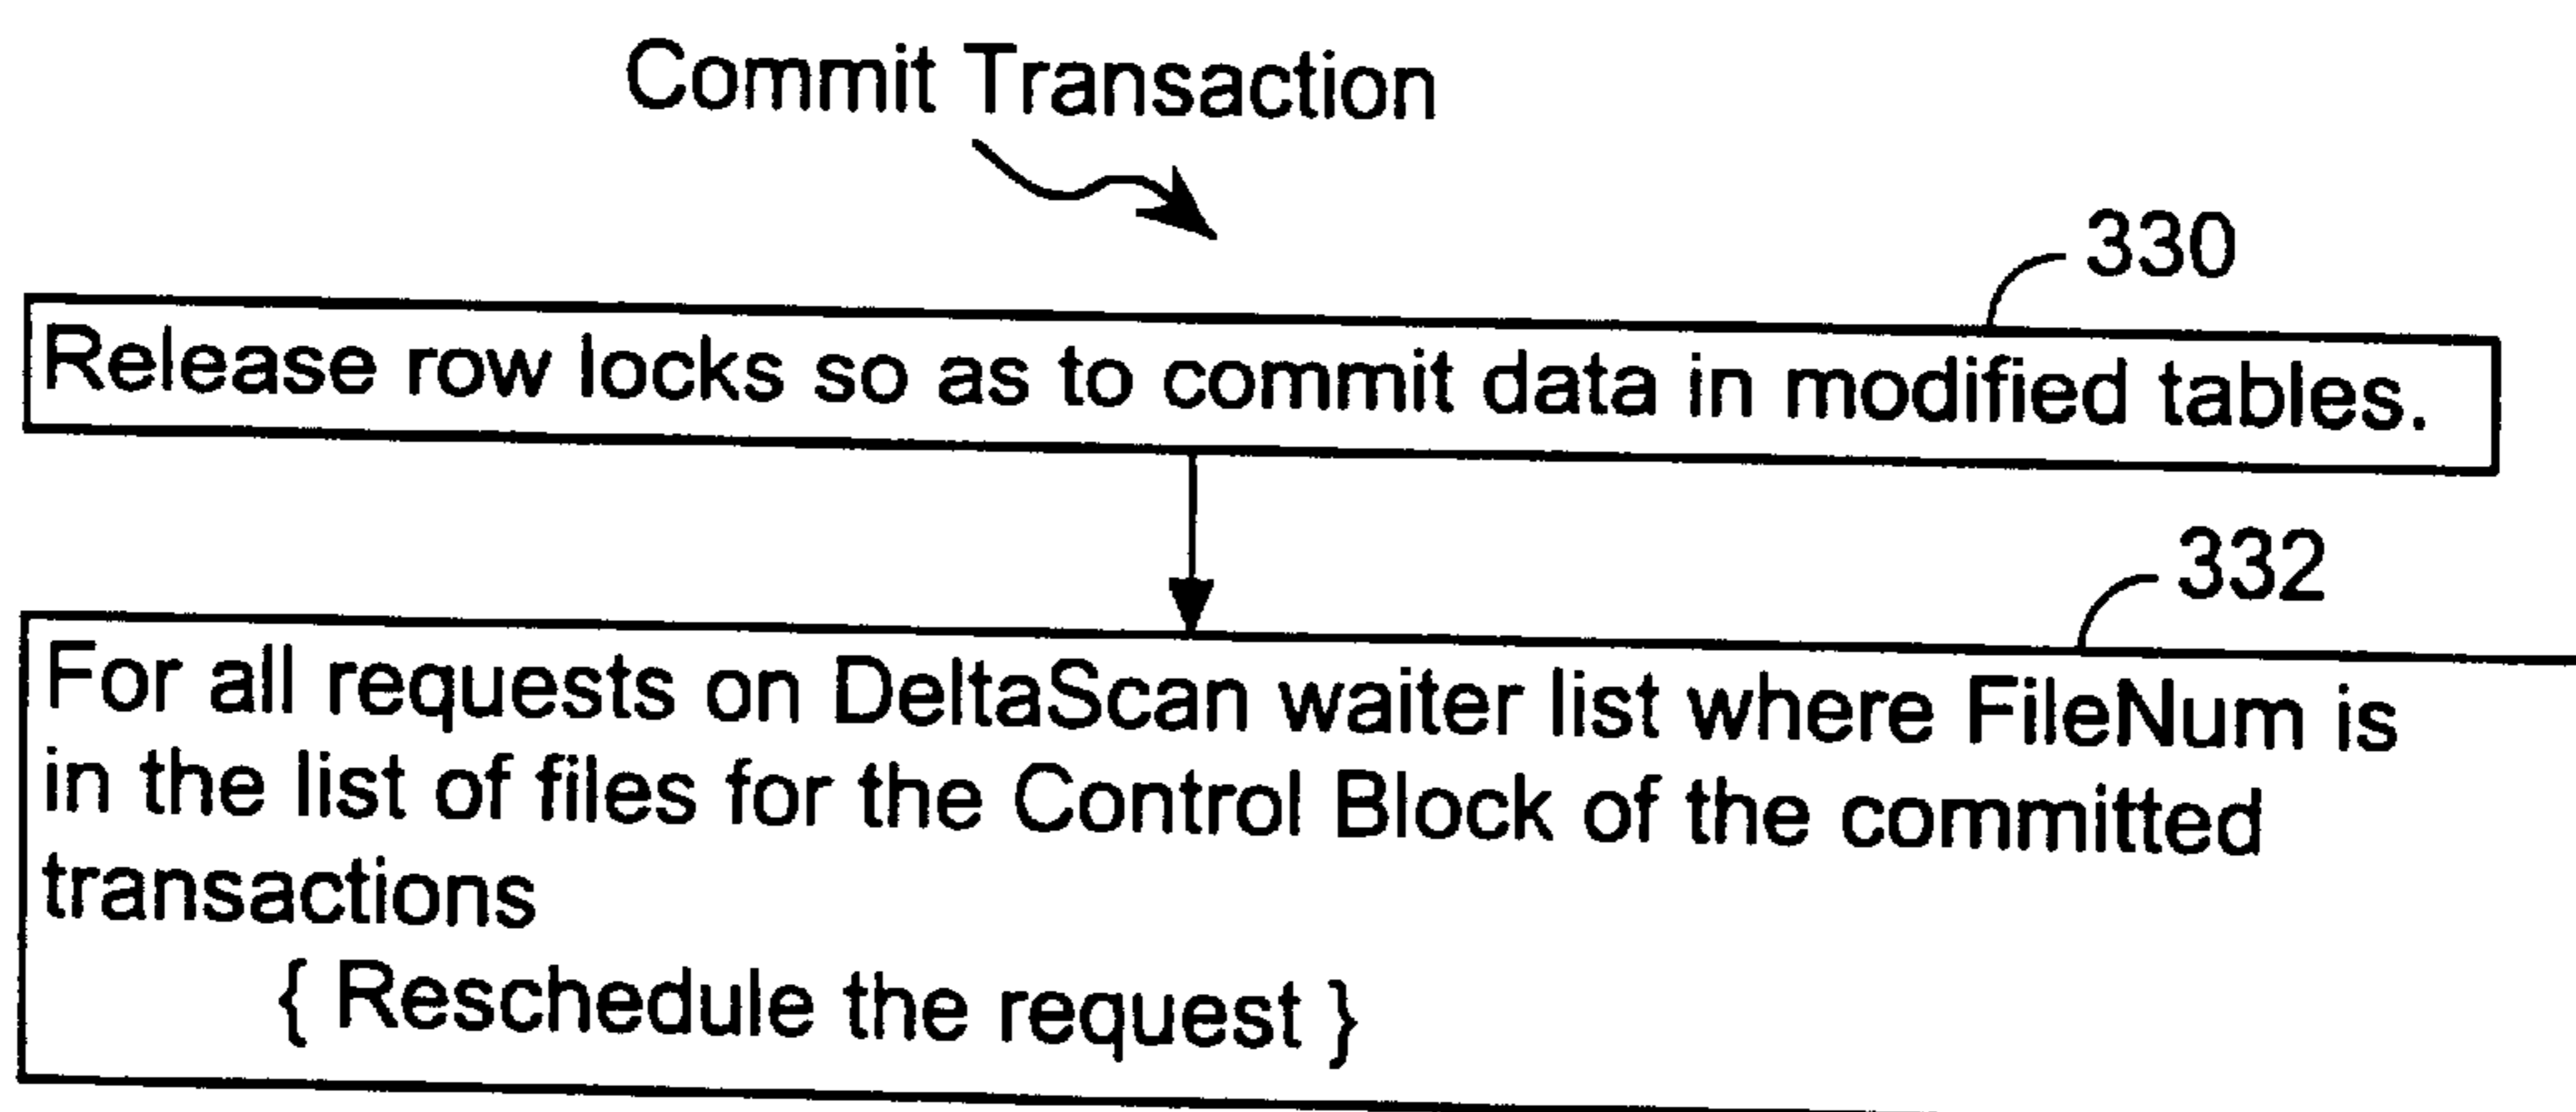 Commit Transaction
330
Release row locks so as to commit data in modified tables.
332
For all requests on DeltaScan waiter list where FileNum is
in the list of files for the Control Block of the committed
transactions
{ Reschedule the request }